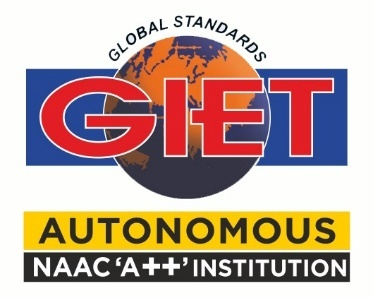 GLOBAL STANDARDS
GIET
AUTONOMOUS
NAAC 'A++' INSTITUTION